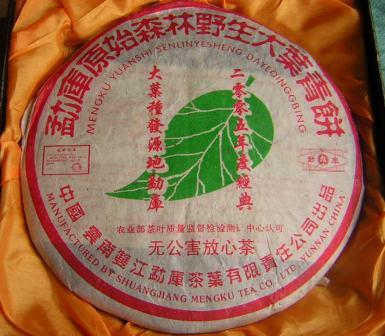 勐庫原始森林野生大葉青餅
MENGKU YUANSHI SENLINYESHENG DAYEQINGGBING
二零零五年度經典
大葉種發源地勐庫
勐库
农业部茶叶质量监督检验测试中心认可
无公害放心茶
中國 雲南雙江勐庫茶葉有限責任公司出品
MANUFACTURED BY SHUANGJIANG MENGKU TEA CO. LTD. YUNNAN CHINA